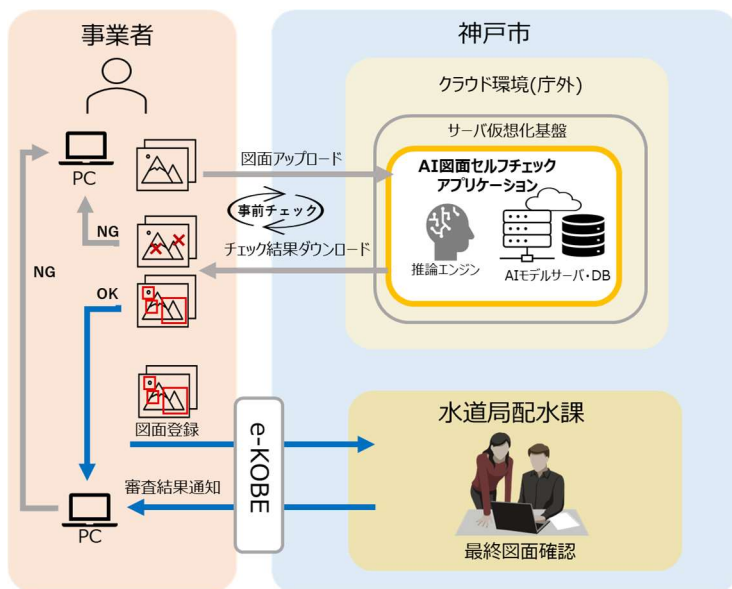 事業者
神戸市
クラウド環境(庁外)
サーバ仮想化基盤
AI図面セルフチェック
アプリケーション
推論エンジン
AIモデルサーバ・DB
PC
図面アップロード
事前チェック
チェック結果ダウンロード
NG
NG
OK
図面登録
e-KOBE
水道局配水課
審査結果通知
PC
最終図面確認